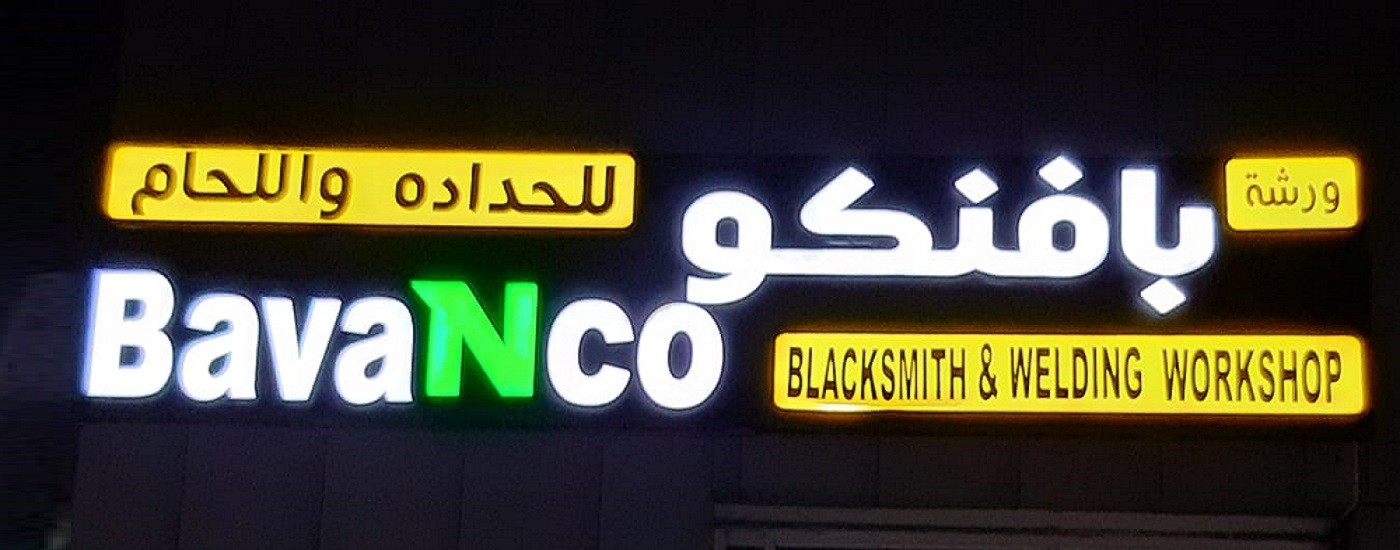 ورشة بافنكو للحداده واللحام
BavaNco BLACKSMITH & WELDING WORKSHOP